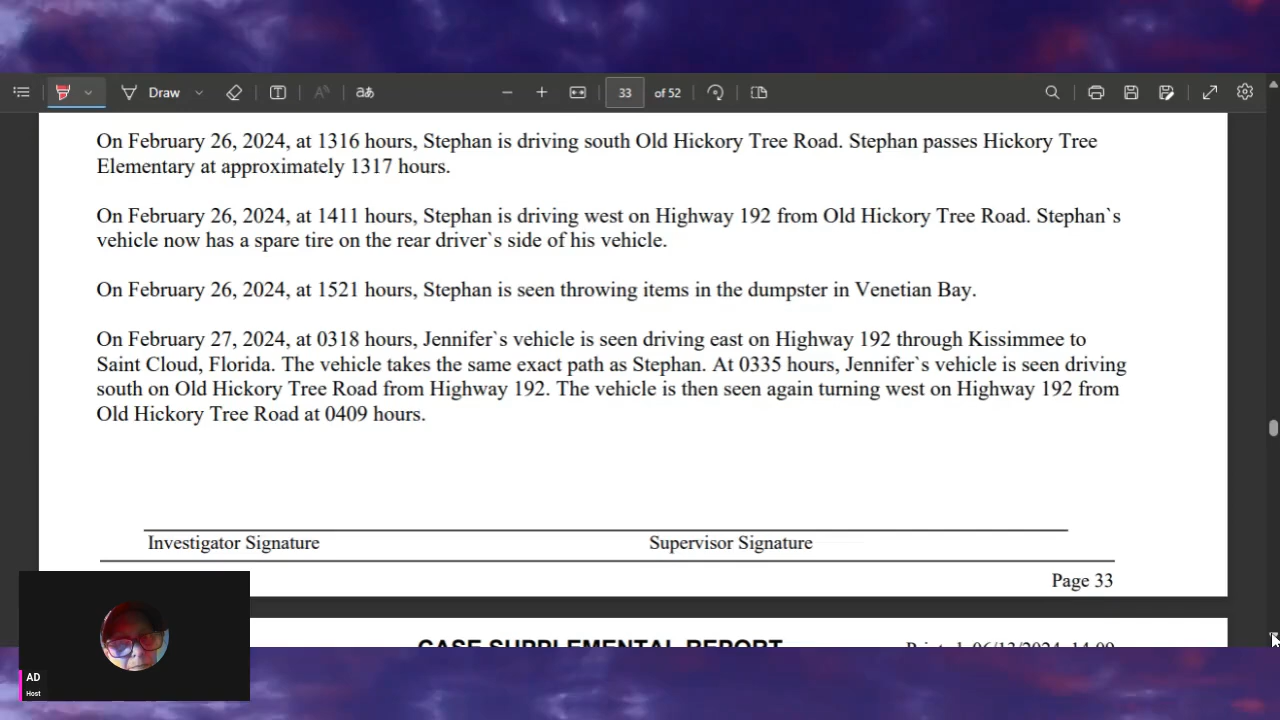 Draw
aあ
33
of 52
On February 26, 2024, at 1316 hours, Stephan is driving south Old Hickory Tree Road. Stephan passes Hickory Tree
Elementary at approximately 1317 hours.
On February 26, 2024, at 1411 hours, Stephan is driving west on Highway 192 from Old Hickory Tree Road. Stephan`s
vehicle now has a spare tire on the rear driver`s side of his vehicle.
On February 26, 2024, at 1521 hours, Stephan is seen throwing items in the dumpster in Venetian Bay.
On February 27, 2024, at 0318 hours, Jennifer`s vehicle is seen driving east on Highway 192 through Kissimmee to
Saint Cloud, Florida. The vehicle takes the same exact path as Stephan. At 0335 hours, Jennifer`s vehicle is seen driving
south on Old Hickory Tree Road from Highway 192. The vehicle is then seen again turning west on Highway 192 from
Old Hickory Tree Road at 0409 hours.
Investigator Signature
Supervisor Signature
Page 33
CASE SUPPLEMENTAL REPORT
AD
Host